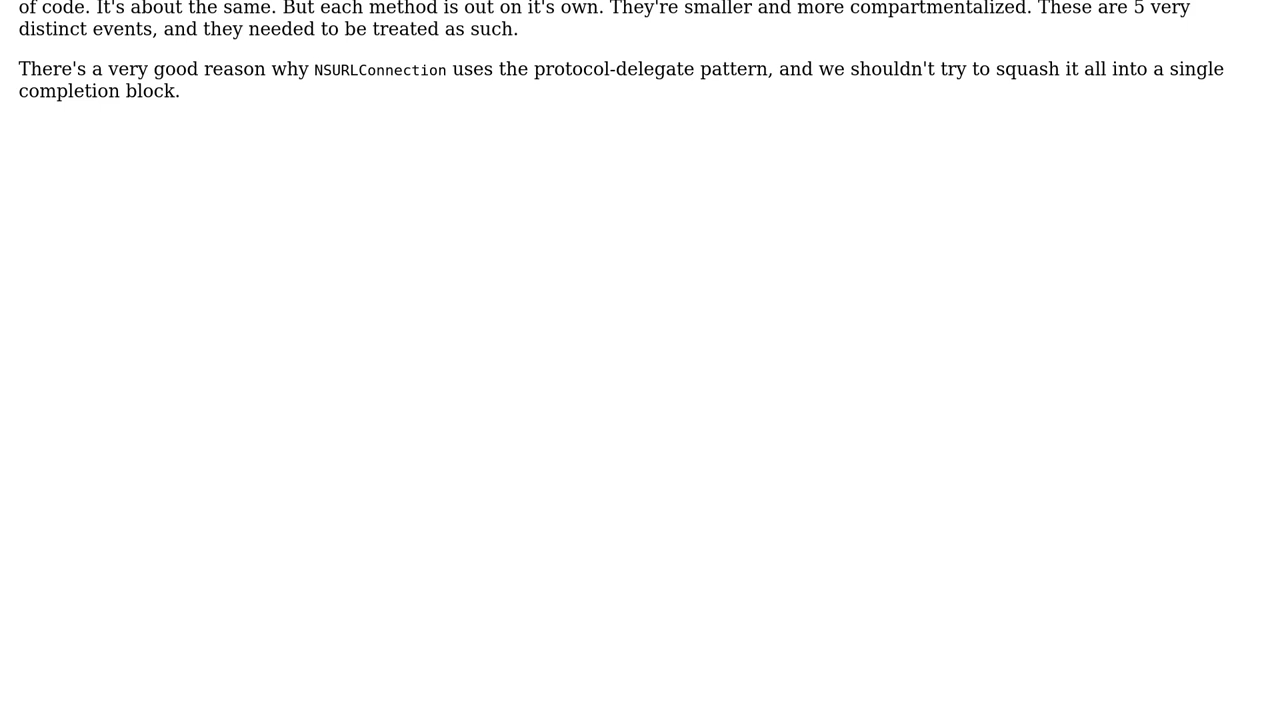 of code. It's about the same. But each method is out on it's own. They're smaller and more compartmentalized. These are 5 very
distinct events, and they needed to be treated as such.
There's a very good reason why NSURLConnection uses the protocol-delegate pattern, and we shouldn't try to squash it all into a single
completion block.